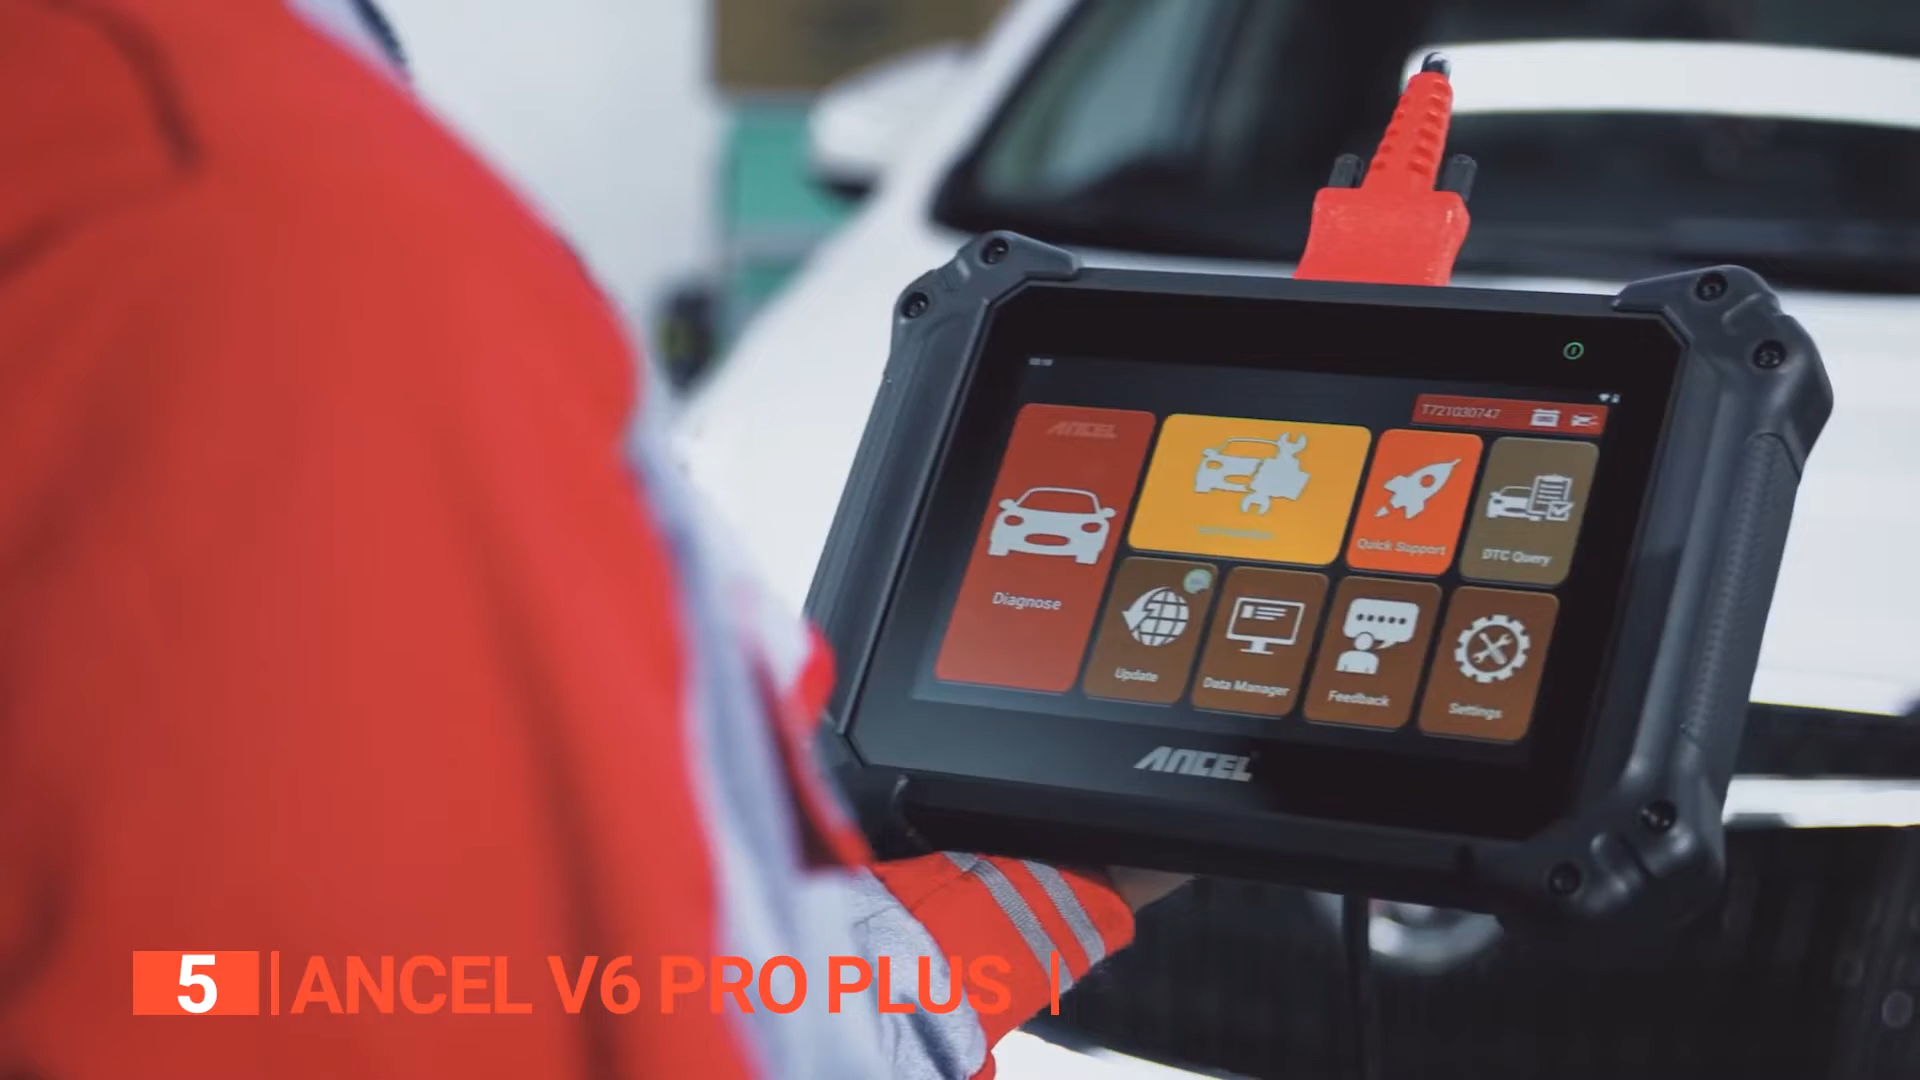 T721030747
ANCEL
Diagnose
Quick Support
DTC Query
Update
Data Manager
Feedback
Settings
ANCEL
5
ANCEL V6 PRO PLUS